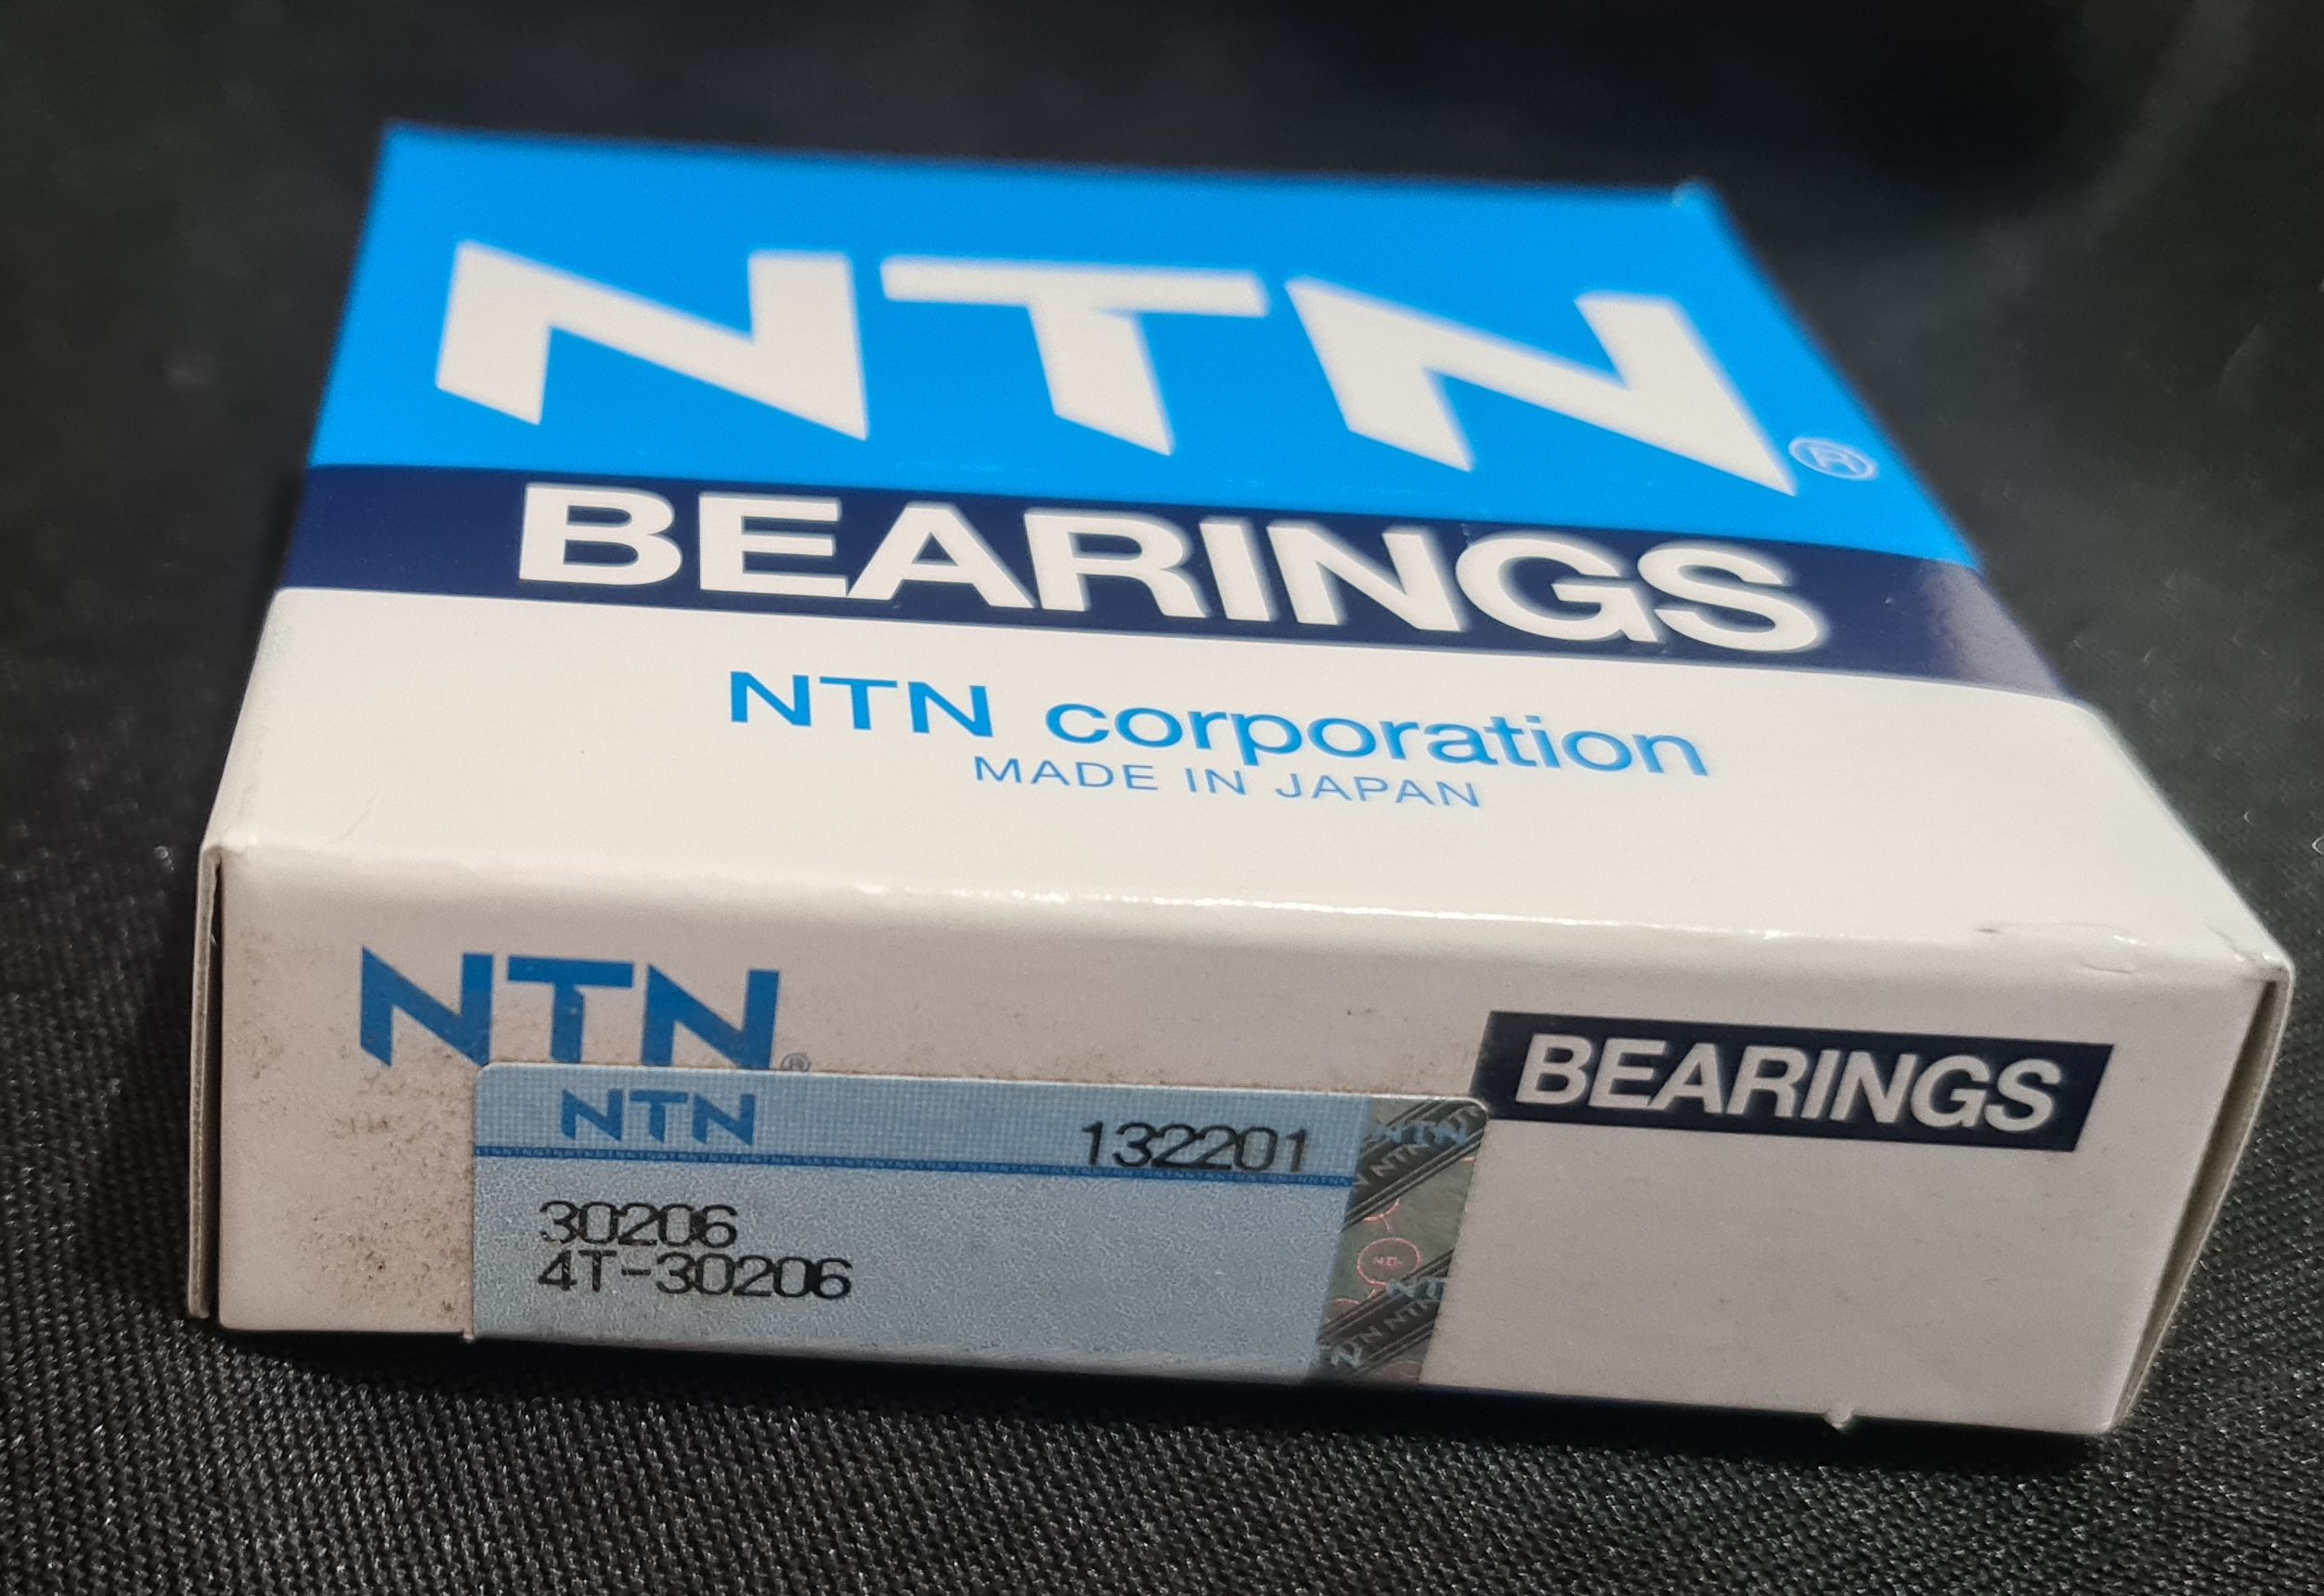 NTN®
BEARINGS
NTN corporation
MADE IN JAPAN
NTN®
BEARINGS
NTN
132201
30206
4T-30206